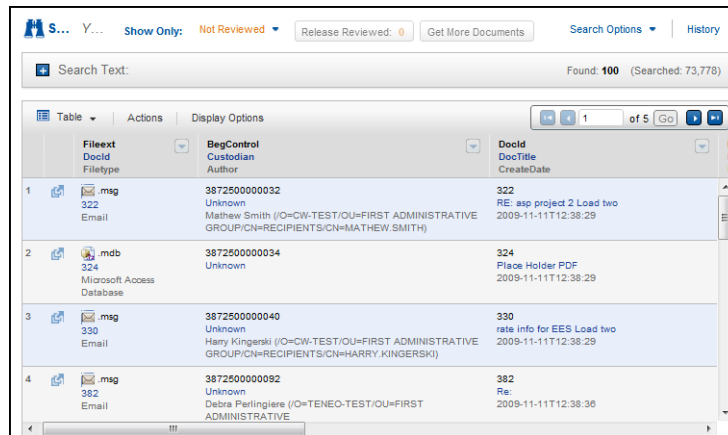 S... Y... Show Only: Not Reviewed Release Reviewed: 0 Get More Documents Search Options History
Search Text: Found: 100 (Searched: 73,778)
Table Actions Display Options 1 of 5 Go
Fileext BegControl DocId
DocId Custodian DocTitle
Filetype Author CreateDate
1 .msg 3872500000032 322
322 Unknown RE: asp project 2 Load two
Email Mathew Smith (/O=CW-TEST/OU=FIRST ADMINISTRATIVE 2009-11-11T12:38:29
GROUP/CN=RECIPIENTS/CN=MATHEW.SMITH)
2 .mdb 3872500000034 324
324 Unknown Place Holder PDF
Microsoft Access 2009-11-11T12:38:29
Database
3 .msg 3872500000040 330
330 Unknown rate info for EES Load two
Email Harry Kingerski (/O=CW-TEST/OU=FIRST ADMINISTRATIVE 2009-11-11T12:38:29
GROUP/CN=RECIPIENTS/CN=HARRY.KINGERSKI)
4 .msg 3872500000092 382
382 Unknown Re:
Email Debra Perlingiere (/O=TENEO-TEST/OU=FIRST 2009-11-11T12:38:36
ADMINISTRATIVE